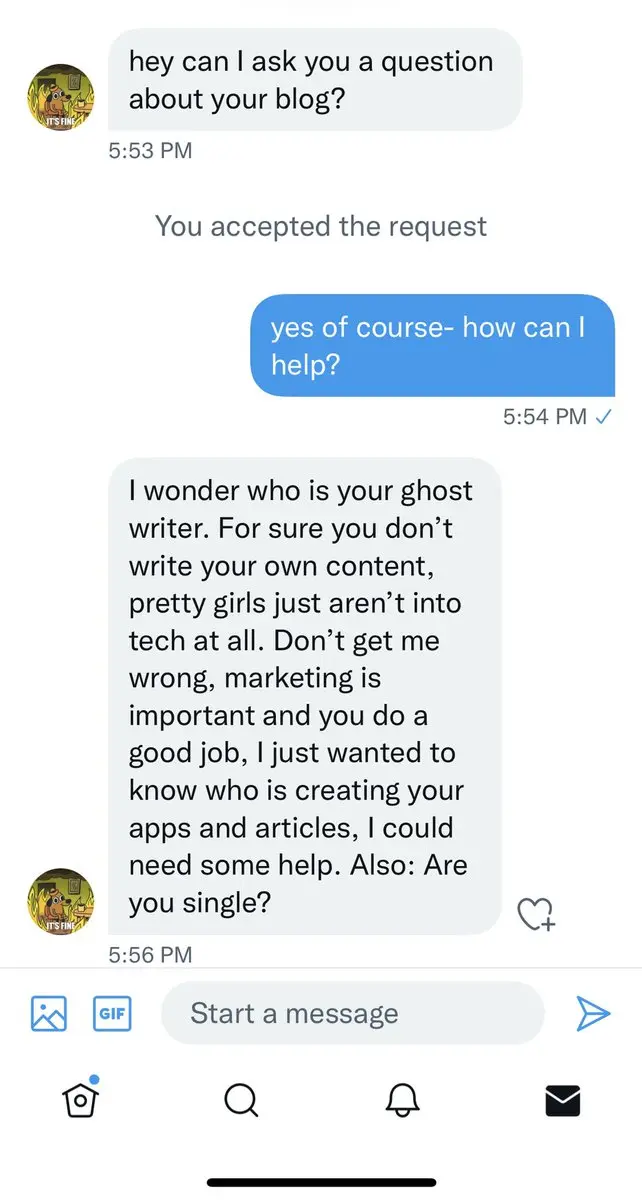 hey can I ask you a question
about your blog?
IT'S FINE
5:53 PM
You accepted the request
yes of course- how can I
help?
5:54 PM
I wonder who is your ghost
writer. For sure you don’t
write your own content,
pretty girls just aren’t into
tech at all. Don’t get me
wrong, marketing is
important and you do a
good job, I just wanted to
know who is creating your
apps and articles, I could
need some help. Also: Are
you single?
IT'S FINE
5:56 PM
GIF
Start a message